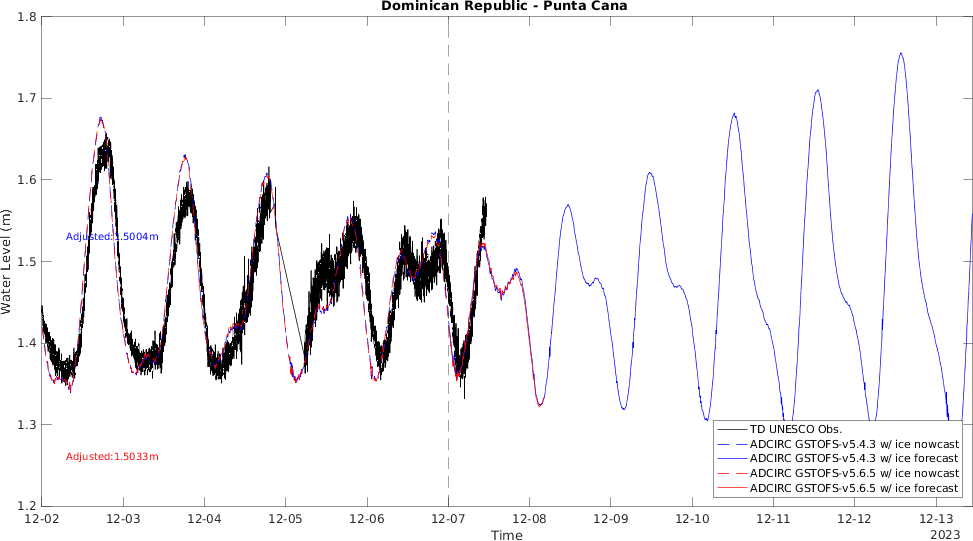 Dominican Republic - Punta Cana
Water Level (m)
1.8
1.7
1.6
1.5
1.4
1.3
1.2
Adjusted:1.5004m
Adjusted:1.5033m
TD UNESCO Obs.
ADCIRC GSTOFS-v5.4.3 w/ ice nowcast
ADCIRC GSTOFS-v5.4.3 w/ ice forecast
ADCIRC GSTOFS-v5.6.5 w/ ice nowcast
ADCIRC GSTOFS-v5.6.5 w/ ice forecast
12-02 12-03 12-04 12-05 12-06 12-07 12-08 12-09 12-10 12-11 12-12 12-13
Time
2023